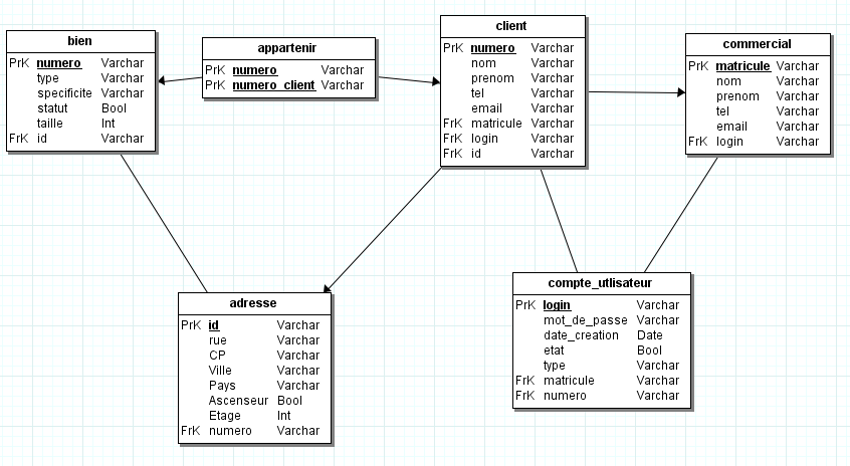 bien
PrK numero Varchar
type Varchar
specificite Varchar
statut Bool
taille Int
FrK id Varchar
appartenir
PrK numero Varchar
PrK numero_client Varchar
client
PrK numero Varchar
nom Varchar
prenom Varchar
tel Varchar
email Varchar
FrK matricule Varchar
FrK login Varchar
FrK id Varchar
commercial
PrK matricule Varchar
nom Varchar
prenom Varchar
tel Varchar
email Varchar
FrK login Varchar
adresse
PrK id Varchar
rue Varchar
CP Varchar
Ville Varchar
Pays Varchar
Ascenseur Bool
Etage Int
FrK numero Varchar
compte_utlisateur
PrK login Varchar
mot_de_passe Varchar
date_creation Date
etat Bool
type Varchar
FrK matricule Varchar
FrK numero Varchar